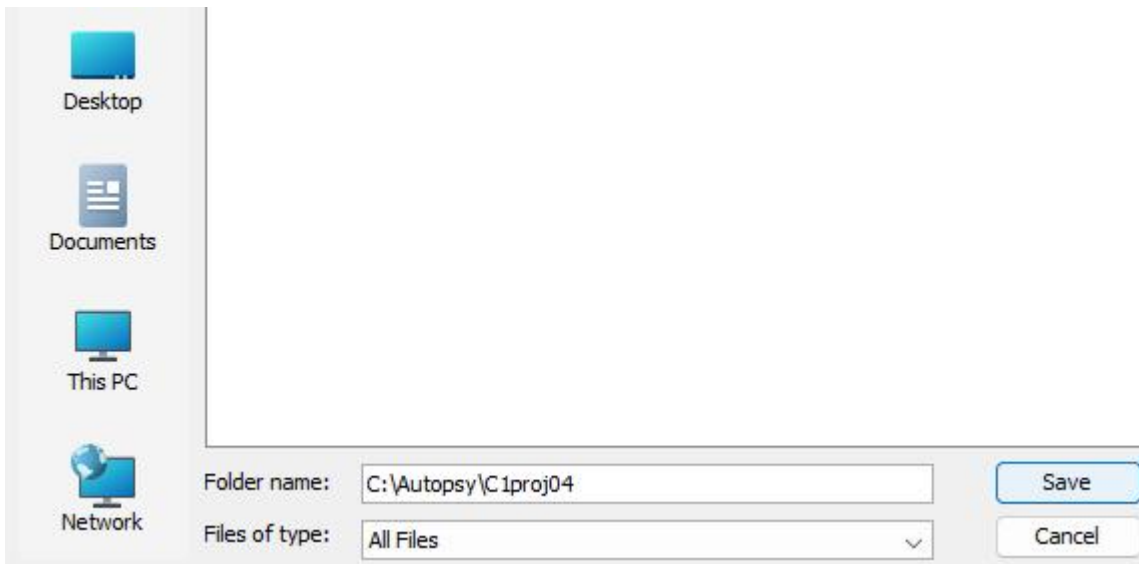 Desktop
Documents
This PC
Network
Folder name: C:\Autopsy\C1proj04 Save
Files of type: All Files Cancel